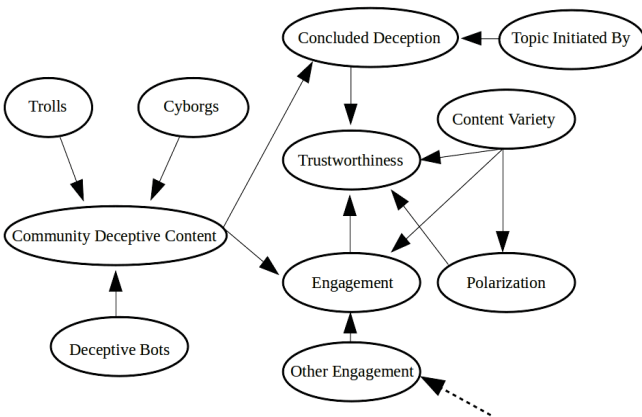 Concluded Deception
Topic Initiated By
Trolls
Cyborgs
Content Variety
Trustworthiness
Community Deceptive Content
Engagement
Polarization
Deceptive Bots
Other Engagement